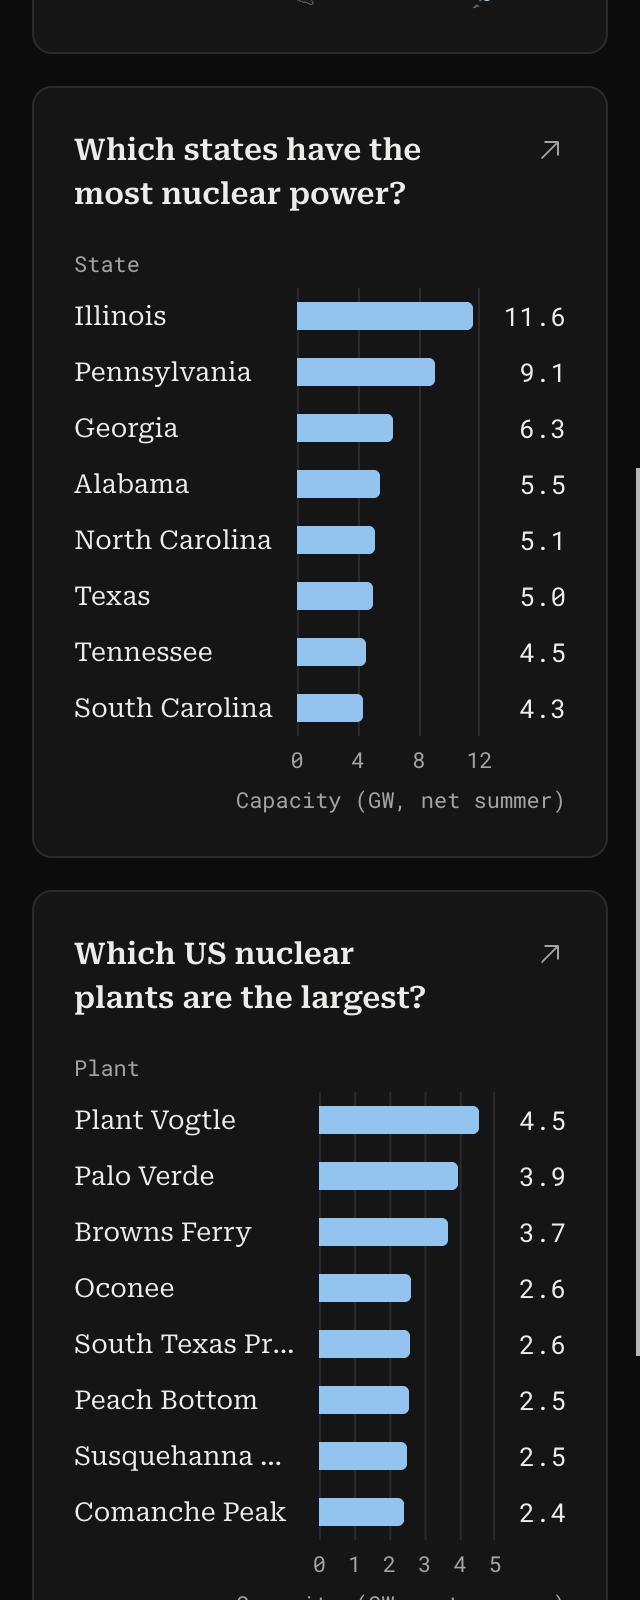 Which states have the
most nuclear power?
State
Illinois 11.6
Pennsylvania 9.1
Georgia 6.3
Alabama 5.5
North Carolina 5.1
Texas 5.0
Tennessee 4.5
South Carolina 4.3
0 4 8 12
Capacity (GW, net summer)
Which US nuclear
plants are the largest?
Plant
Plant Vogtle 4.5
Palo Verde 3.9
Browns Ferry 3.7
Oconee 2.6
South Texas Pr... 2.6
Peach Bottom 2.5
Susquehanna ... 2.5
Comanche Peak 2.4
0 1 2 3 4 5